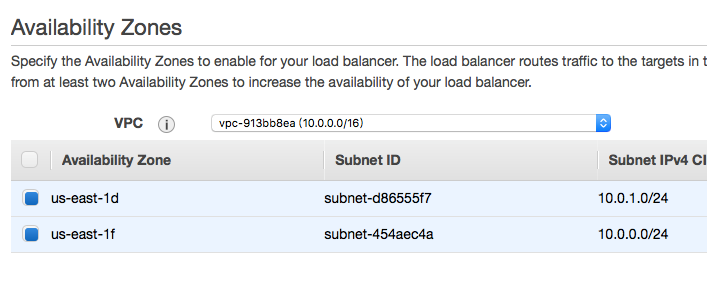 Availability Zones
Specify the Availability Zones to enable for your load balancer. The load balancer routes traffic to the targets in t
from at least two Availability Zones to increase the availability of your load balancer.
VPC i vpc-913bb8ea (10.0.0.0/16)
Availability Zone Subnet ID Subnet IPv4 CI
us-east-1d subnet-d86555f7 10.0.1.0/24
us-east-1f subnet-454aec4a 10.0.0.0/24